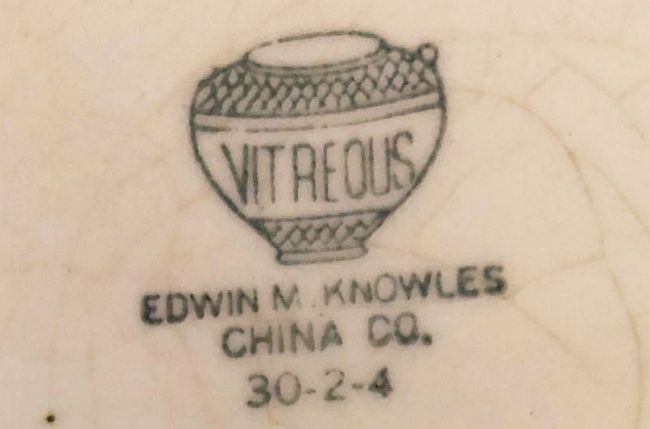 VITREOUS
EDWIN M. KNOWLES
CHINA CO.
30-2-4